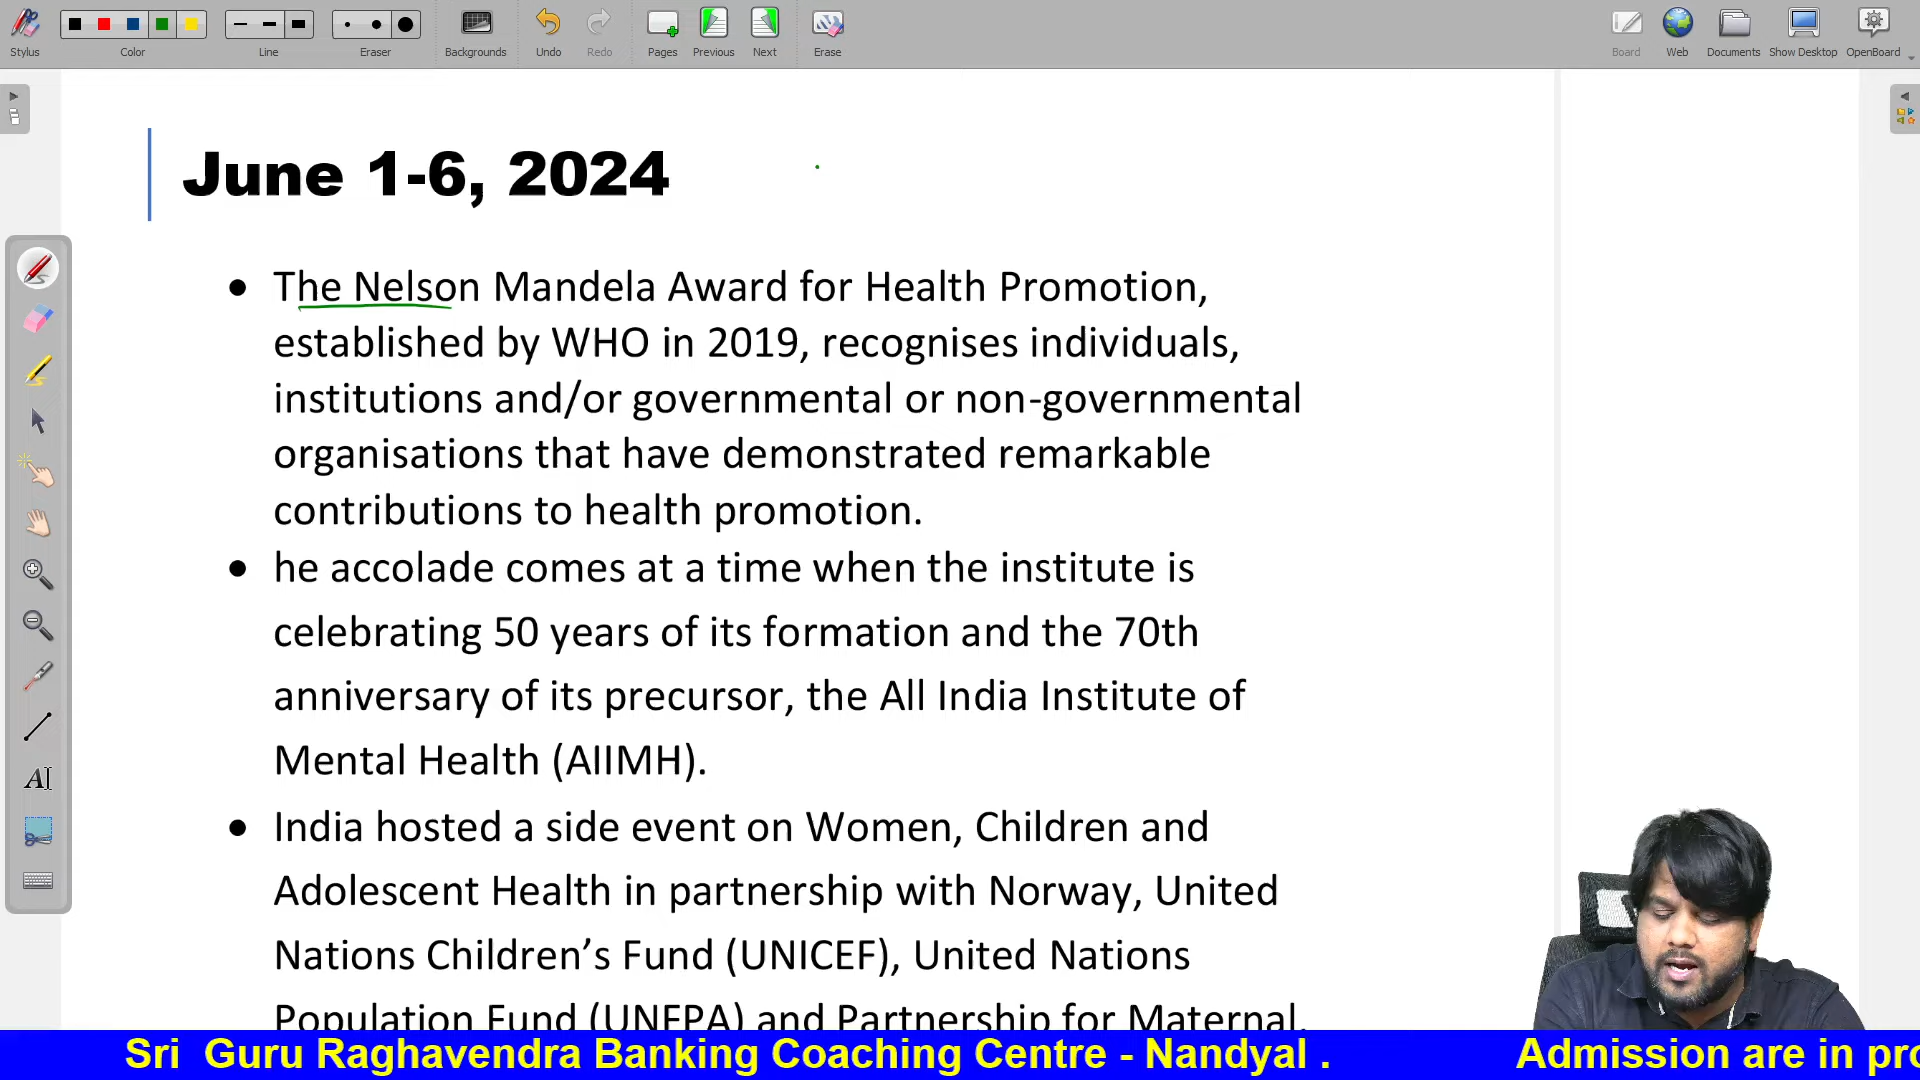 Stylus Color Line Eraser Backgrounds Undo Redo Pages Previous Next Erase Board Web Documents Show Desktop OpenBoard
June 1-6, 2024
• The Nelson Mandela Award for Health Promotion,
established by WHO in 2019, recognises individuals,
institutions and/or governmental or non-governmental
organisations that have demonstrated remarkable
contributions to health promotion.
• he accolade comes at a time when the institute is
celebrating 50 years of its formation and the 70th
anniversary of its precursor, the All India Institute of
Mental Health (AIIMH).
• India hosted a side event on Women, Children and
Adolescent Health in partnership with Norway, United
Nations Children’s Fund (UNICEF), United Nations
Population Fund (UNFPA) and Partnership for Maternal,
Sri Guru Raghavendra Banking Coaching Centre - Nandyal . Admission are in pro